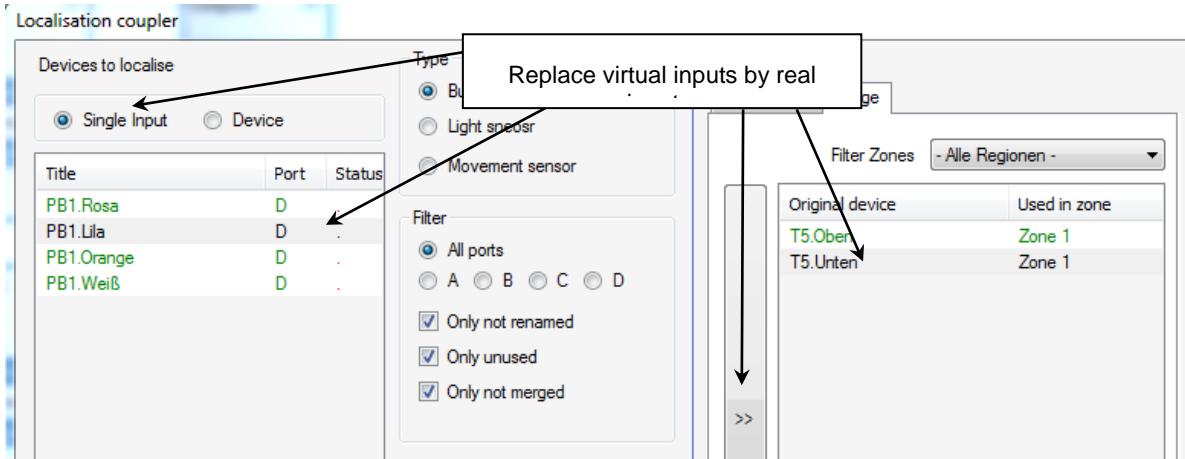 Localisation coupler
Devices to localise
Single Input Device
Title Port Status
PB1.Rosa D .
PB1.Lila D .
PB1.Orange D .
PB1.Weiß D .
Type
Light sneosr
Movement sensor
Filter
All ports
A B C D
Only not renamed
Only unused
Only not merged
Replace virtual inputs by real
Filter Zones - Alle Regionen -
>>
Original device Used in zone
T5.Oben Zone 1
T5.Unten Zone 1